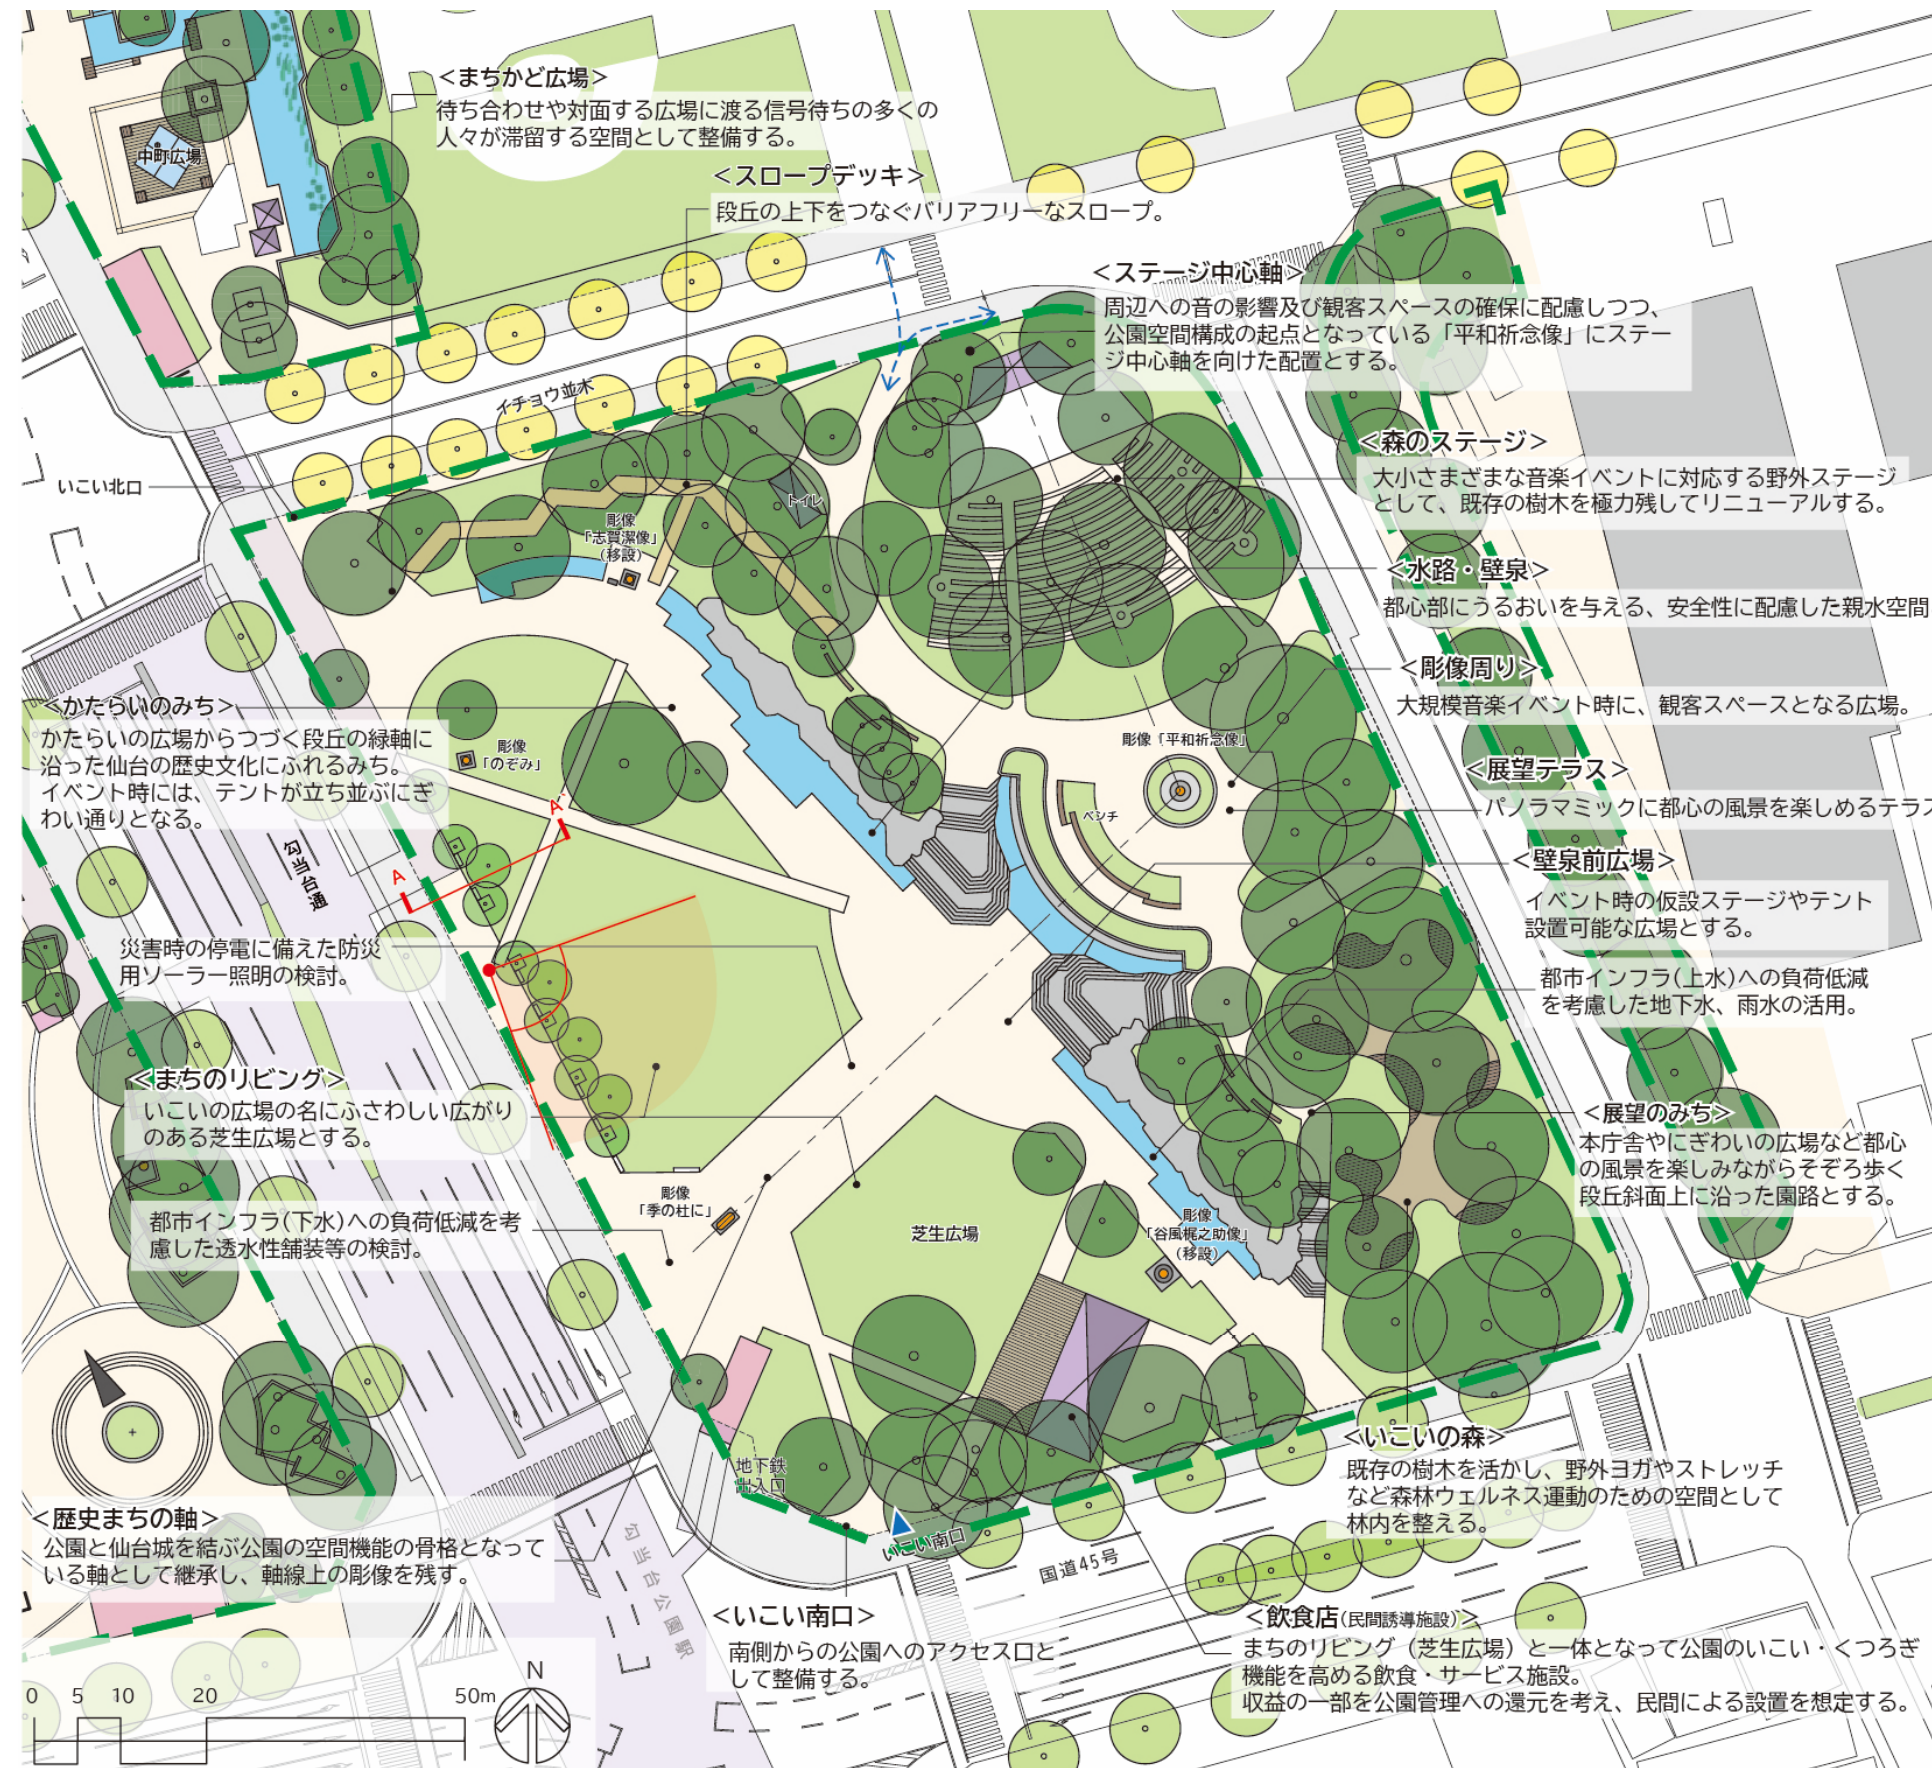 <まちかど広場>
待ち合わせや対面する広場に渡る信号待ちの多くの
人々が滞留する空間として整備する。
中町広場
<スロープデッキ>
段丘の上下をつなぐバリアフリーなスロープ。
<ステージ中心軸>
周辺への音の影響及び観客スペースの確保に配慮しつつ、
公園空間構成の起点となっている「平和祈念像」にステー
ジ中心軸を向けた配置とする。
イチョウ並木
いこい北口
<森のステージ>
大小さまざまな音楽イベントに対応する野外ステージ
として、既存の樹木を極力残してリニューアルする。
トイレ
彫像
「志賀潔像」
(移設)
<水路・壁泉>
都心部にうるおいを与える、安全性に配慮した親水空間
<彫像周り>
大規模音楽イベント時に、観客スペースとなる広場。
<かたらいのみち>
かたらいの広場からつづく段丘の緑軸に
沿った仙台の歴史文化にふれるみち。
イベント時には、テントが立ち並ぶにぎ
わい通りとなる。
彫像
「のぞみ」
彫像「平和祈念像」
<展望テラス>
パノラマミックに都心の風景を楽しめるテラス
ベンチ
A'
A
勾当台通
<壁泉前広場>
イベント時の仮設ステージやテント
設置可能な広場とする。
災害時の停電に備えた防災
用ソーラー照明の検討。
都市インフラ(上水)への負荷低減
を考慮した地下水、雨水の活用。
<まちのリビング>
いこいの広場の名にふさわしい広がり
のある芝生広場とする。
<展望のみち>
本庁舎やにぎわいの広場など都心
の風景を楽しみながらそぞろ歩く
段丘斜面上に沿った園路とする。
彫像
「季の杜に」
都市インフラ(下水)への負荷低減を考
慮した透水性舗装等の検討。
芝生広場
彫像
「谷風梶之助像」
(移設)
<いこいの森>
既存の樹木を活かし、野外ヨガやストレッチ
など森林ウェルネス運動のための空間として
林内を整える。
地下鉄
出入口
<歴史まちの軸>
公園と仙台城を結ぶ公園の空間機能の骨格となって
いる軸として継承し、軸線上の彫像を残す。
いこい南口
国道45号
勾当台公園駅
<いこい南口>
南側からの公園へのアクセス口と
して整備する。
<飲食店(民間誘導施設)>
まちのリビング（芝生広場）と一体となって公園のいこい・くつろぎ
機能を高める飲食・サービス施設。
収益の一部を公園管理への還元を考え、民間による設置を想定する。
0 5 10 20 50m
N